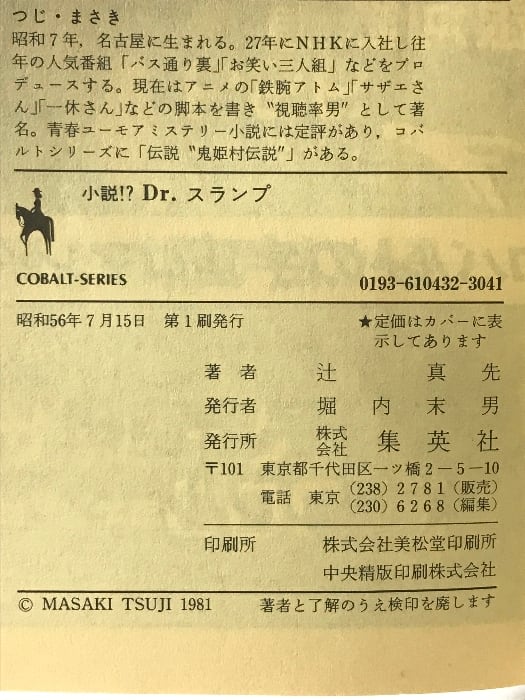 つじ・まさき
昭和7年，名古屋に生まれる。27年にNHKに入社し往
年の人気番組「バス通り裏」「お笑い三人組」などをプロ
デュースする。現在はアニメの「鉄腕アトム」「サザエさ
ん」「一休さん」などの脚本を書き〝視聴率男〟として著
名。青春ユーモアミステリー小説には定評があり，コバ
ルトシリーズに「伝説〝鬼姫村伝説〟」がある。
小説!? Dr. スランプ
COBALT-SERIES
0193-610432-3041
昭和56年7月15日 第1刷発行
★定価はカバーに表
示してあります
著者 辻真先
発行者 堀内末男
発行所 株式会社 集英社
〒101 東京都千代田区一ツ橋2-5-10
電話 東京 (238) 2781 (販売)
(230) 6268 (編集)
印刷所 株式会社美松堂印刷所
中央精版印刷株式会社
© MASAKI TSUJI 1981 著者と了解のうえ検印を廃します